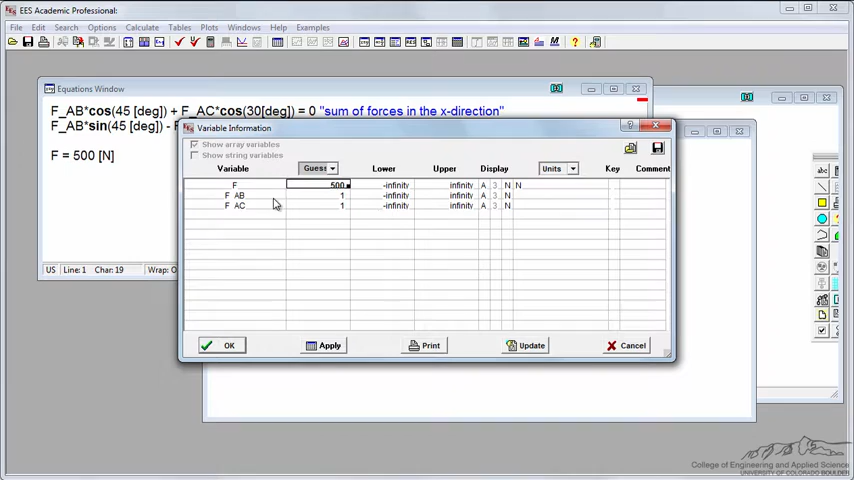 EES Academic Professional:
File Edit Search Options Calculate Tables Plots Windows Help Examples
Equations Window
F_AB*cos(45 [deg]) + F_AC*cos(30[deg]) = 0 "sum of forces in the x-direction"
F_AB*sin(45 [deg]) - F
F = 500 [N]
US Line: 1 Char: 19 Wrap: O
Variable Information
Show array variables
Show string variables
Variable Guess Lower Upper Display Units Key Comment
F 500 -infinity infinity A 3 N N
F_AB 1 -infinity infinity A 3 N
F_AC 1 -infinity infinity A 3 N
OK Apply Print Update Cancel
abc
College of Engineering and Applied Science
UNIVERSITY OF COLORADO BOULDER